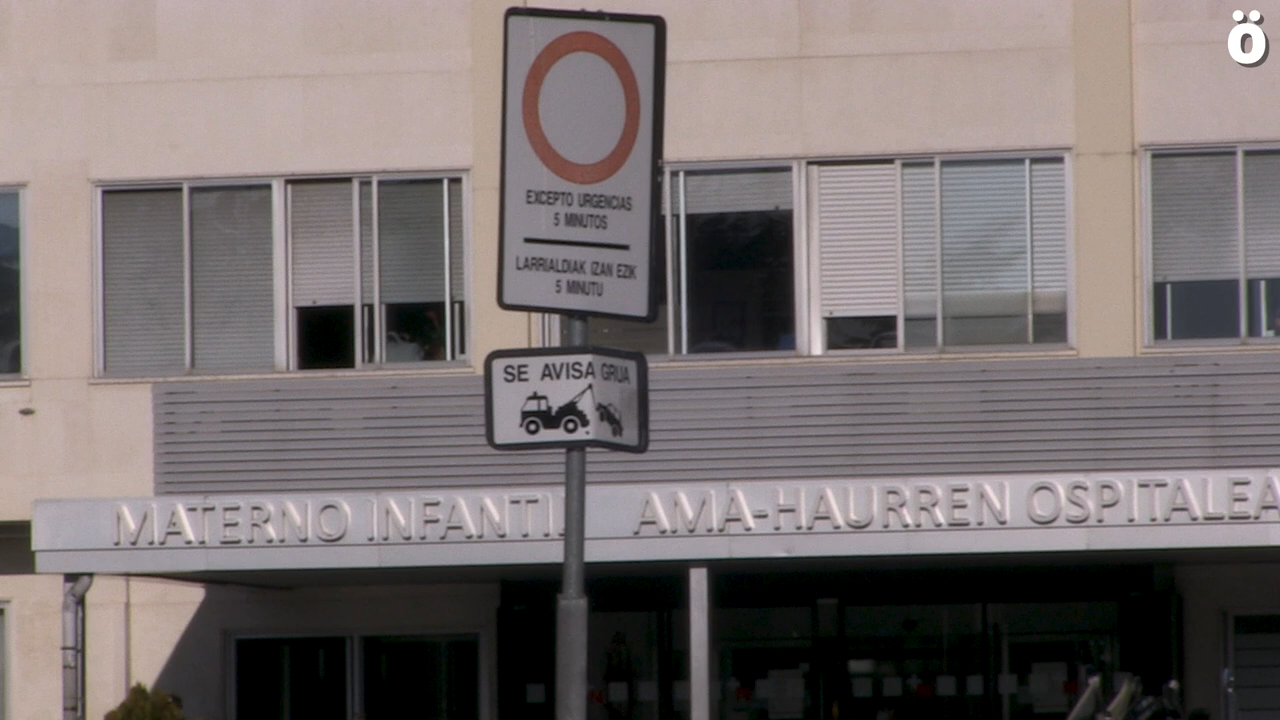 ö
EXCEPTO URGENCIAS
5 MINUTOS
LARRIALDIAK IZAN EZIK
5 MINUTU
SE AVISA GRUA
MATERNO INFANTIL AMA-HAURREN OSPITALEA